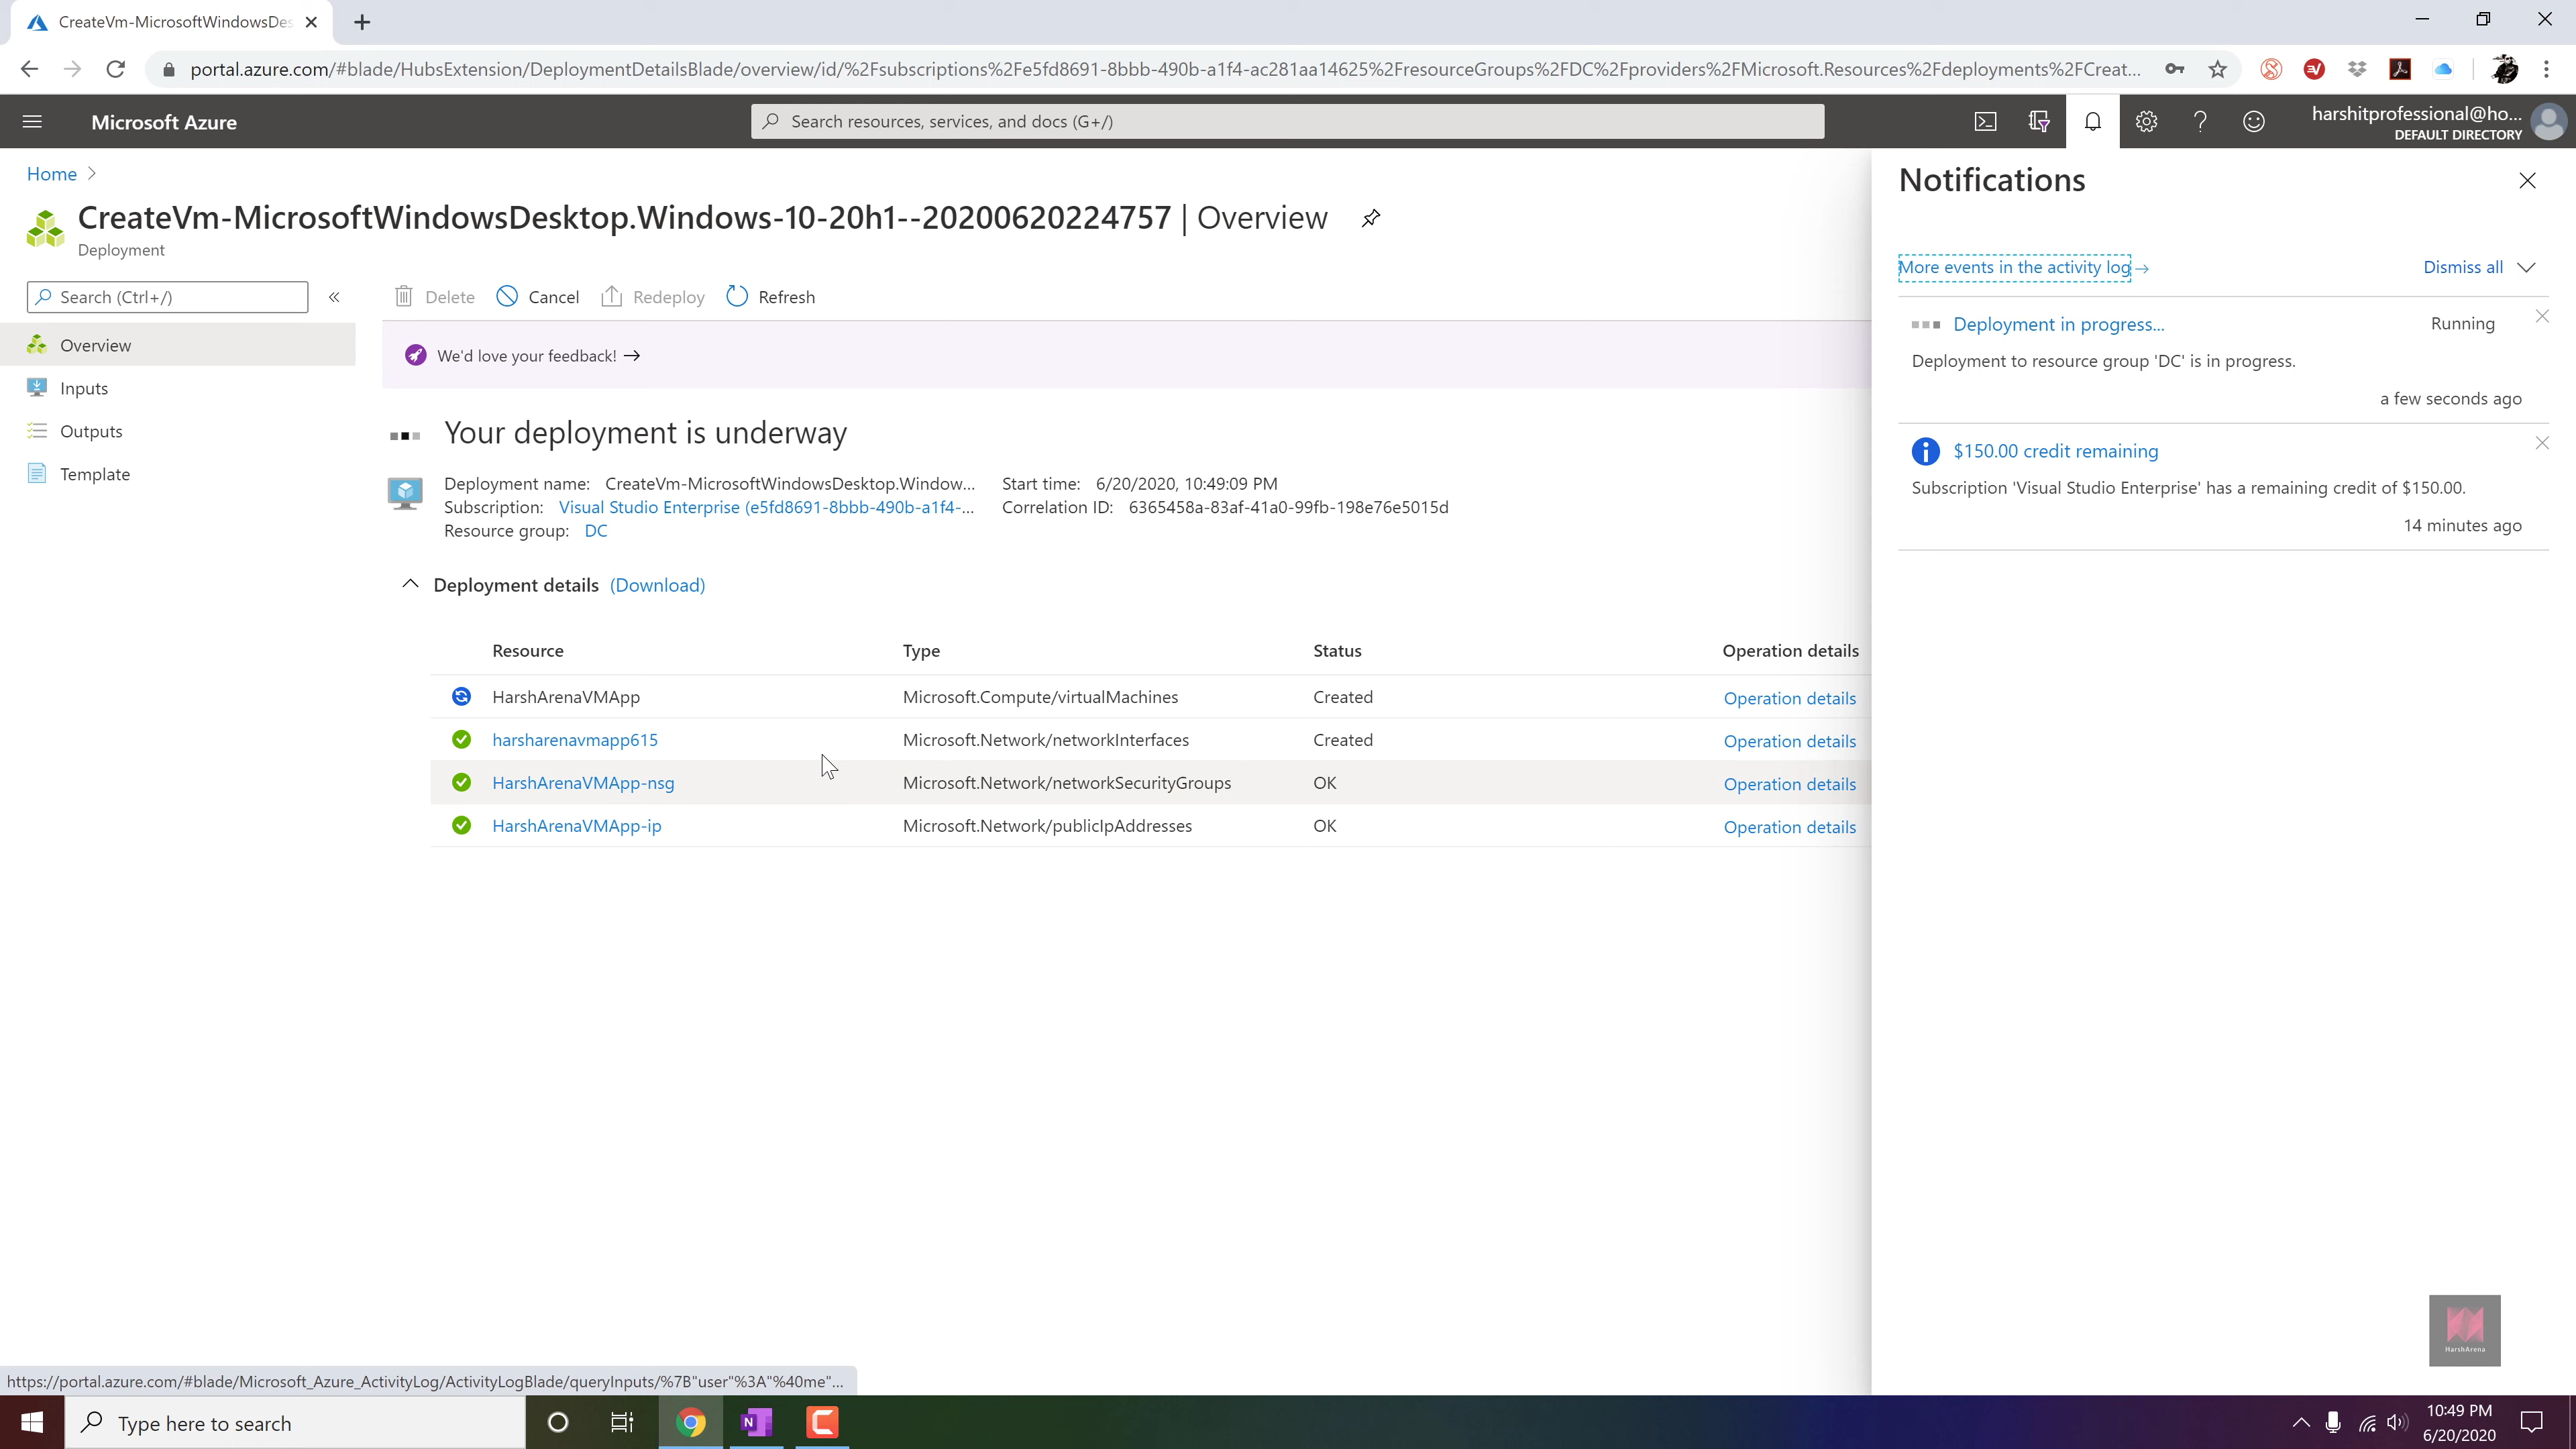 CreateVm-MicrosoftWindowsDes
portal.azure.com/#blade/HubsExtension/DeploymentDetailsBlade/overview/id/%2Fsubscriptions%2Fe5fd8691-8bbb-490b-a1f4-ac281aa14625%2FresourceGroups%2FDC%2Fproviders%2FMicrosoft.Resources%2Fdeployments%2FCreat...
Microsoft Azure
Search resources, services, and docs (G+/)
harshitprofessional@ho...
DEFAULT DIRECTORY
Home
CreateVm-MicrosoftWindowsDesktop.Windows-10-20h1--20200620224757 | Overview
Deployment
Search (Ctrl+/)
«
Overview
Inputs
Outputs
Template
Delete
Cancel
Redeploy
Refresh
We'd love your feedback! →
Your deployment is underway
Deployment name: CreateVm-MicrosoftWindowsDesktop.Window...
Subscription: Visual Studio Enterprise (e5fd8691-8bbb-490b-a1f4-...
Resource group: DC
Start time: 6/20/2020, 10:49:09 PM
Correlation ID: 6365458a-83af-41a0-99fb-198e76e5015d
Deployment details (Download)
Resource Type Status Operation details
HarshArenaVMApp Microsoft.Compute/virtualMachines Created Operation details
harsharenavmapp615 Microsoft.Network/networkInterfaces Created Operation details
HarshArenaVMApp-nsg Microsoft.Network/networkSecurityGroups OK Operation details
HarshArenaVMApp-ip Microsoft.Network/publicIpAddresses OK Operation details
Notifications
More events in the activity log →
Dismiss all
Deployment in progress...
Running
Deployment to resource group 'DC' is in progress.
a few seconds ago
$150.00 credit remaining
Subscription 'Visual Studio Enterprise' has a remaining credit of $150.00.
14 minutes ago
HarshArena
https://portal.azure.com/#blade/Microsoft_Azure_ActivityLog/ActivityLogBlade/queryInputs/%7B"user"%3A"%40me"...
Type here to search
N
10:49 PM
6/20/2020